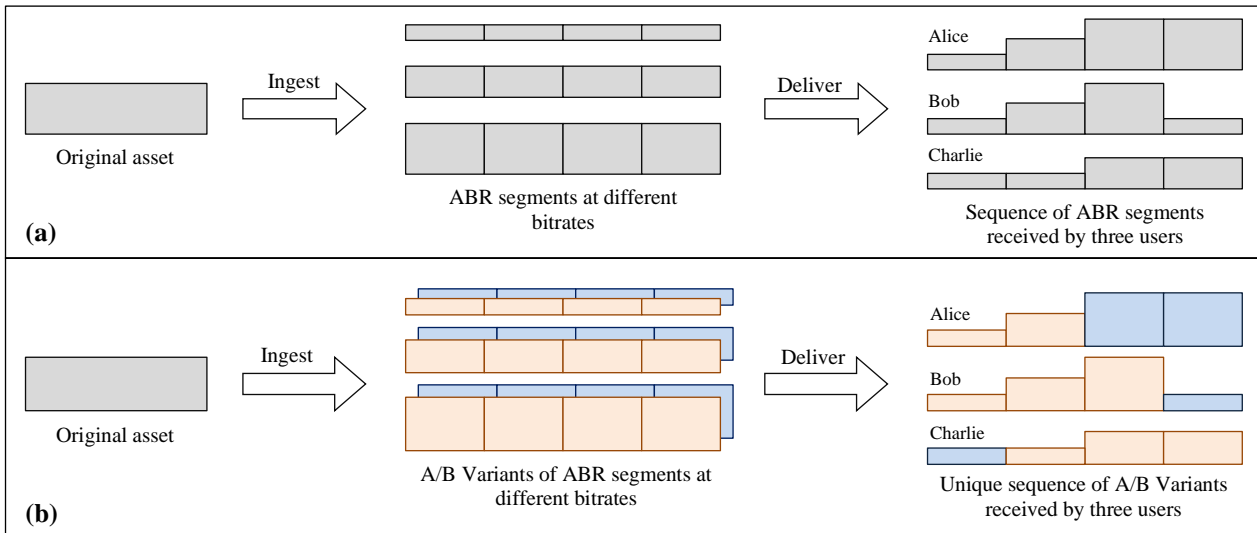 Original asset
Ingest
ABR segments at different
bitrates
Deliver
Alice
Bob
Charlie
Sequence of ABR segments
received by three users
(a)
Original asset
Ingest
A/B Variants of ABR segments at
different bitrates
Deliver
Alice
Bob
Charlie
Unique sequence of A/B Variants
received by three users
(b)